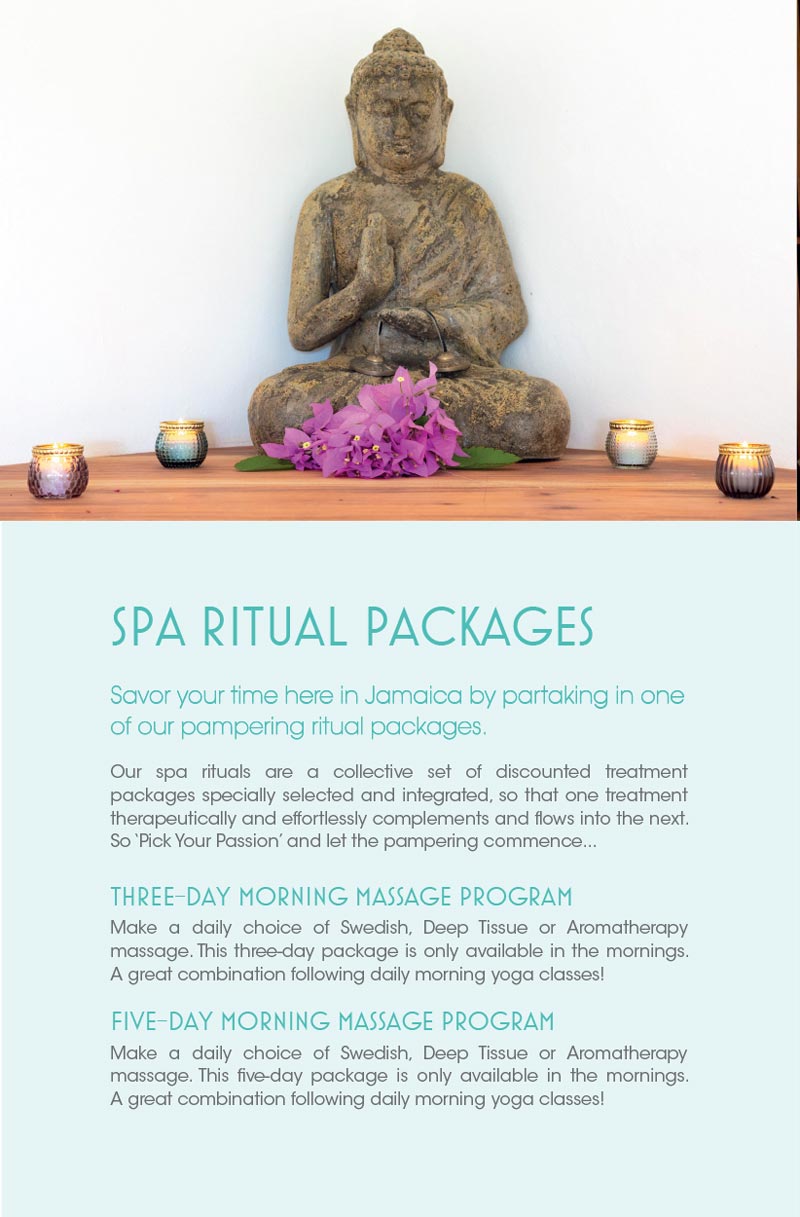 SPA RITUAL PACKAGES
Savor your time here in Jamaica by partaking in one
of our pampering ritual packages.
Our spa rituals are a collective set of discounted treatment
packages specially selected and integrated, so that one treatment
therapeutically and effortlessly complements and flows into the next.
So ‘Pick Your Passion’ and let the pampering commence...
THREE-DAY MORNING MASSAGE PROGRAM
Make a daily choice of Swedish, Deep Tissue or Aromatherapy
massage. This three-day package is only available in the mornings.
A great combination following daily morning yoga classes!
FIVE-DAY MORNING MASSAGE PROGRAM
Make a daily choice of Swedish, Deep Tissue or Aromatherapy
massage. This five-day package is only available in the mornings.
A great combination following daily morning yoga classes!